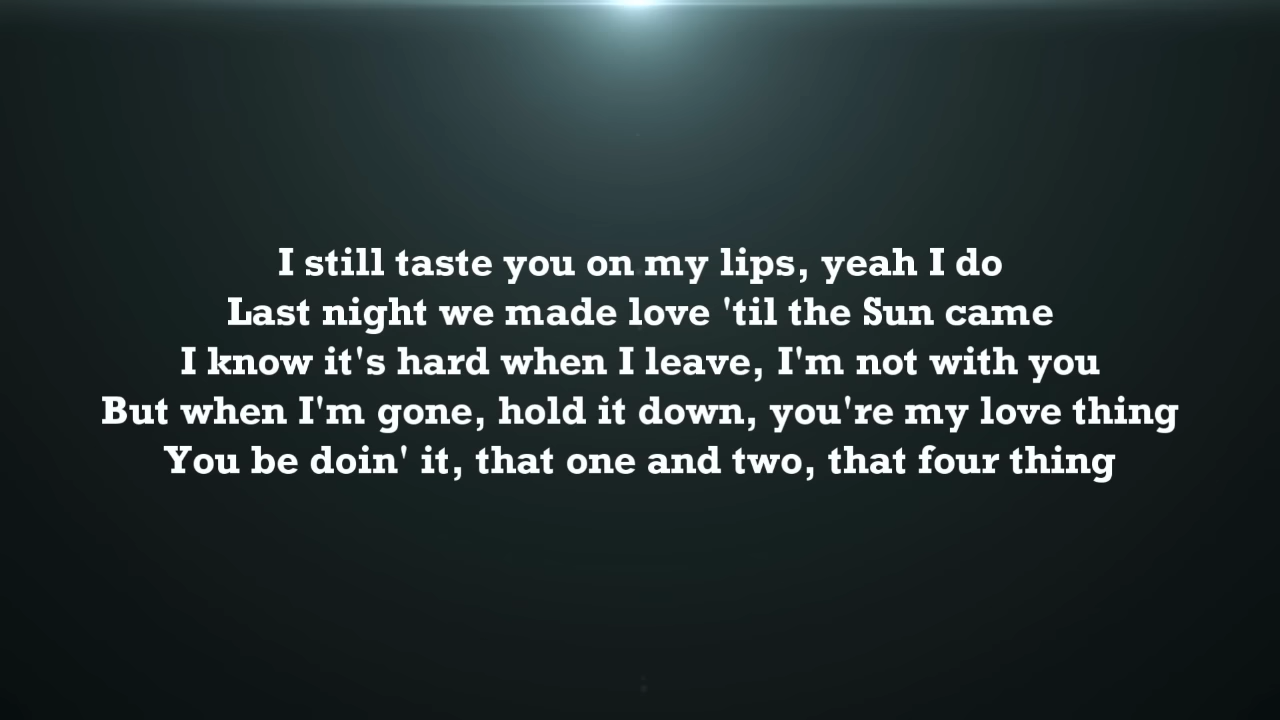 I still taste you on my lips, yeah I do
Last night we made love 'til the Sun came
I know it's hard when I leave, I'm not with you
But when I'm gone, hold it down, you're my love thing
You be doin' it, that one and two, that four thing